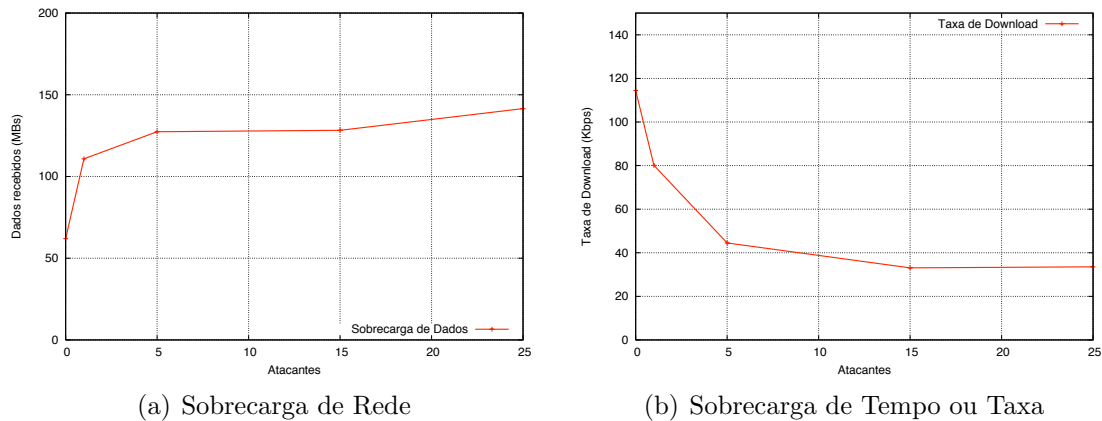 200
150
100
50
0
Dados recebidos (MBs)
Sobrecarga de Dados
0 5 10 15 20 25
Atacantes
(a) Sobrecarga de Rede
140
120
100
80
60
40
20
0
Taxa de Download (Kbps)
Taxa de Download
0 5 10 15 20 25
Atacantes
(b) Sobrecarga de Tempo ou Taxa